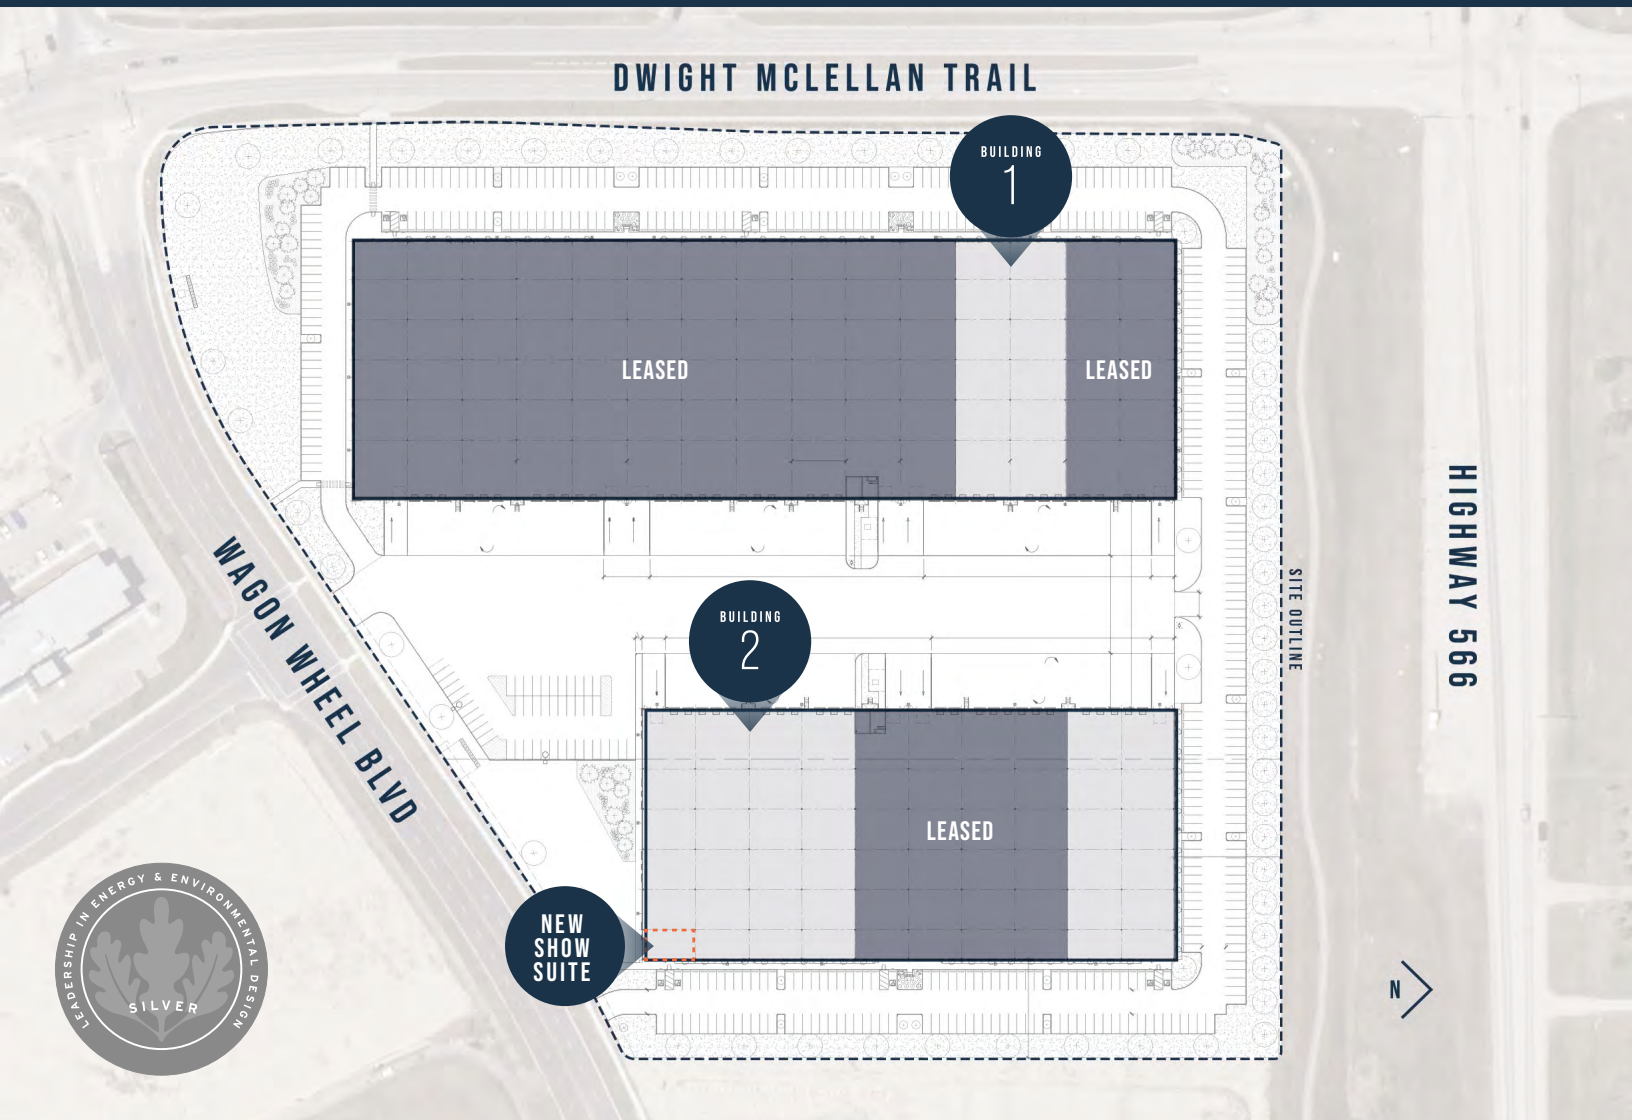 DWIGHT MCLELLAN TRAIL
BUILDING
1
LEASED
LEASED
HIGHWAY 566
SITE OUTLINE
WAGON WHEEL BLVD
BUILDING
2
LEASED
NEW
SHOW
SUITE
LEADERSHIP IN ENERGY & ENVIRONMENTAL DESIGN
SILVER
N